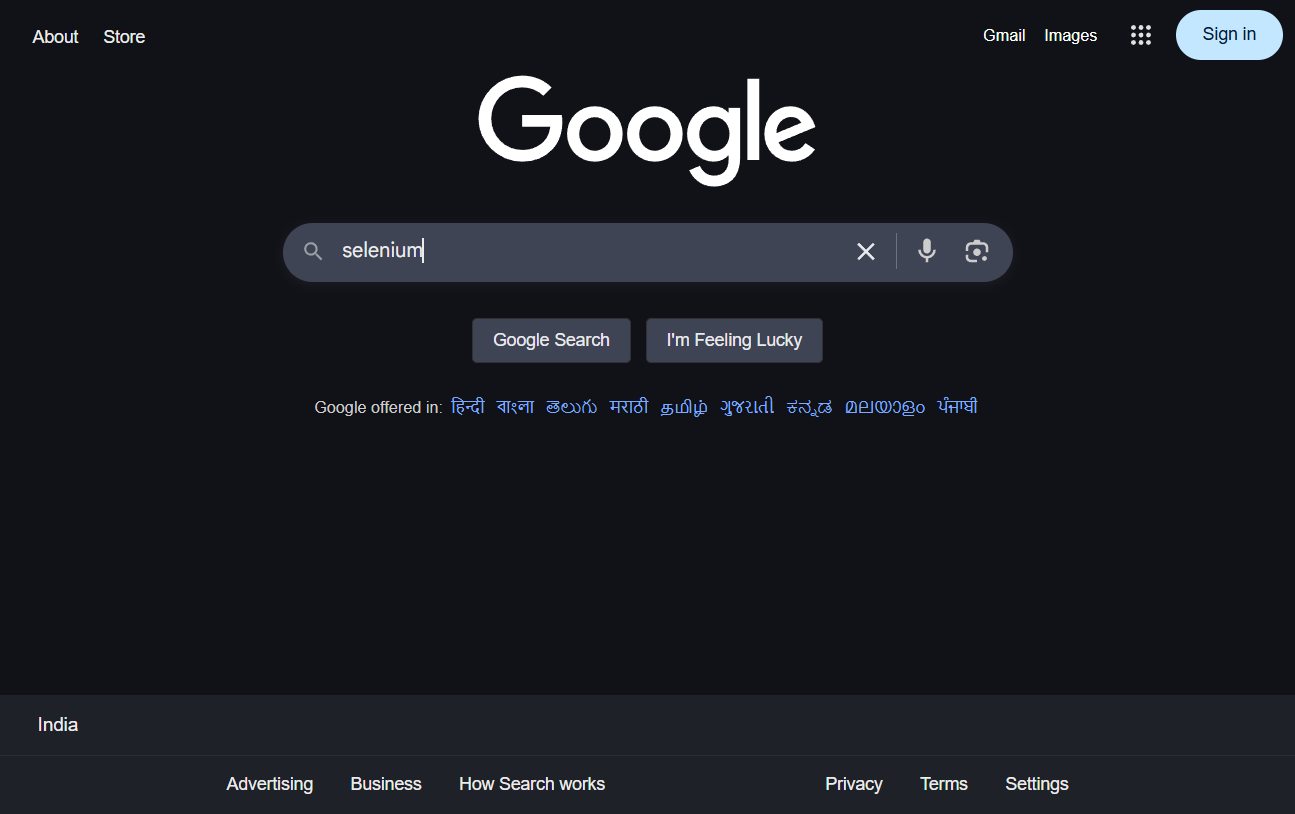 About Store Gmail Images Sign in
Google
selenium
Google Search I'm Feeling Lucky
Google offered in: हिन्दी বাংলা తెలుగు मराठी தமிழ் ગુજરાતી ಕನ್ನಡ മലയാളം ਪੰਜਾਬੀ
India
Advertising Business How Search works Privacy Terms Settings